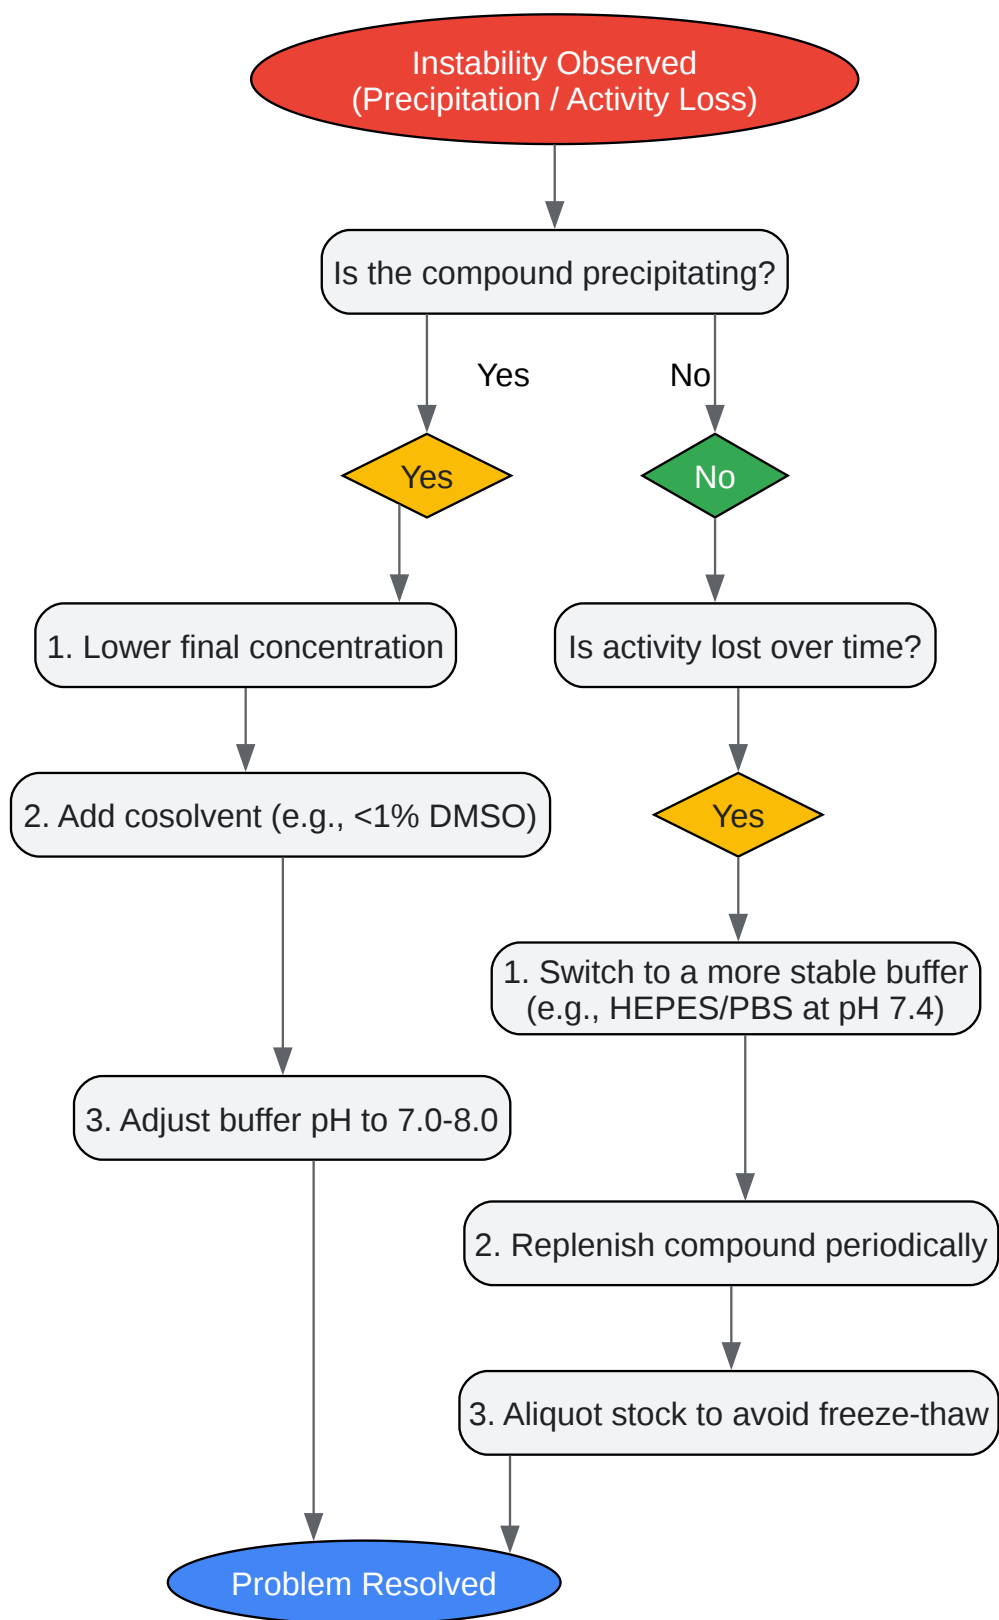 Instability Observed
(Precipitation / Activity Loss)
Is the compound precipitating?
Yes
No
Yes
No
1. Lower final concentration
Is activity lost over time?
2. Add cosolvent (e.g., <1% DMSO)
Yes
1. Switch to a more stable buffer
(e.g., HEPES/PBS at pH 7.4)
3. Adjust buffer pH to 7.0-8.0
2. Replenish compound periodically
3. Aliquot stock to avoid freeze-thaw
Problem Resolved